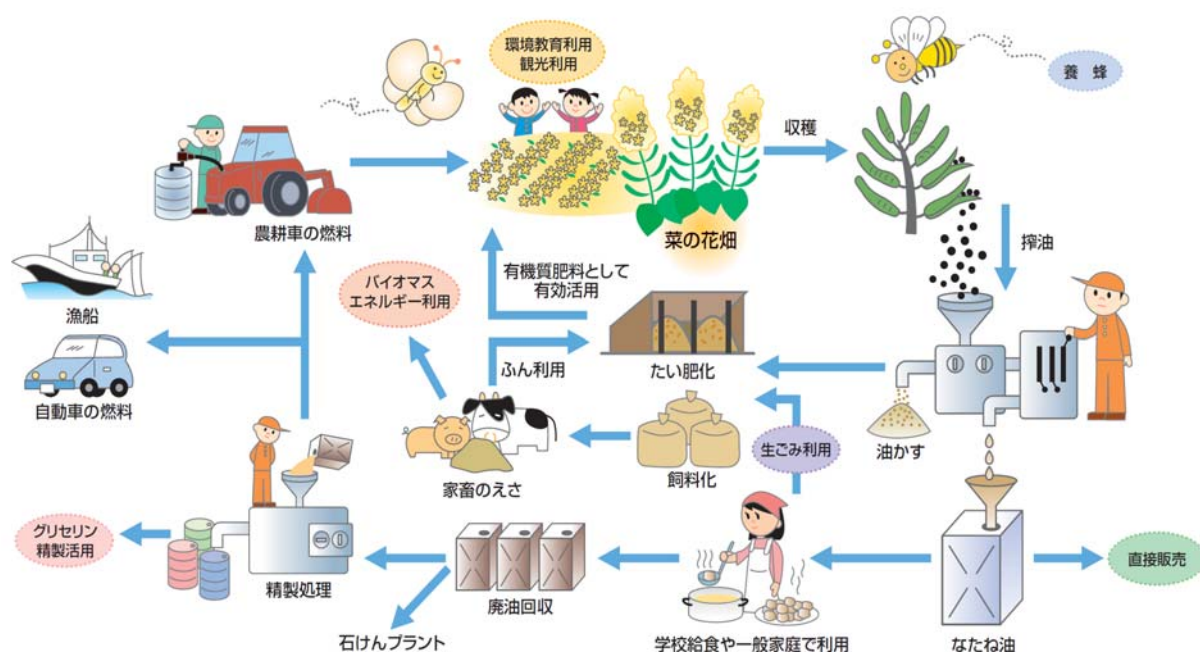 環境教育利用
観光利用
養　蜂
収穫
農耕車の燃料
菜の花畑
搾油
漁船
自動車の燃料
バイオマス
エネルギー利用
有機質肥料として
有効活用
たい肥化
ふん利用
油かす
生ごみ利用
飼料化
家畜のえさ
グリセリン
精製活用
精製処理
廃油回収
石けんプラント
学校給食や一般家庭で利用
なたね油
直接販売